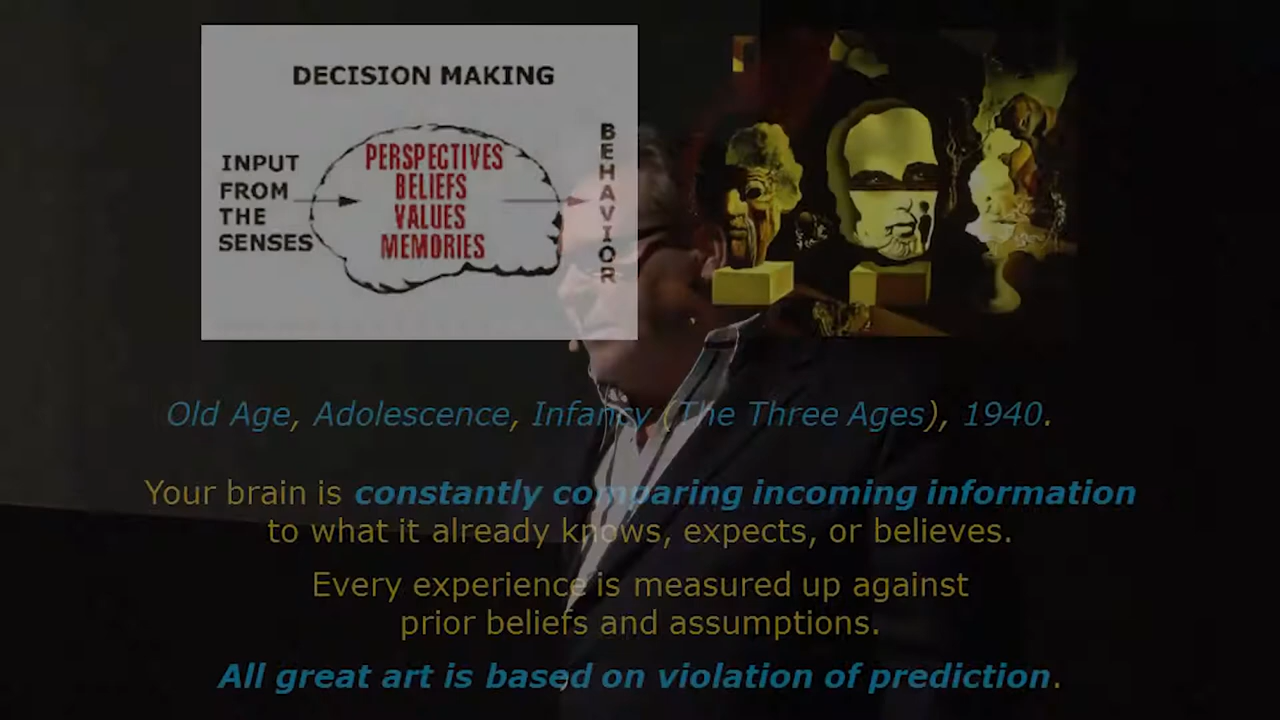 DECISION MAKING
INPUT
FROM
THE
SENSES
PERSPECTIVES
BELIEFS
VALUES
MEMORIES
BEHAVIOR
Old Age, Adolescence, Infancy (The Three Ages), 1940.
Your brain is constantly comparing incoming information
to what it already knows, expects, or believes.
Every experience is measured up against
prior beliefs and assumptions.
All great art is based on violation of prediction.